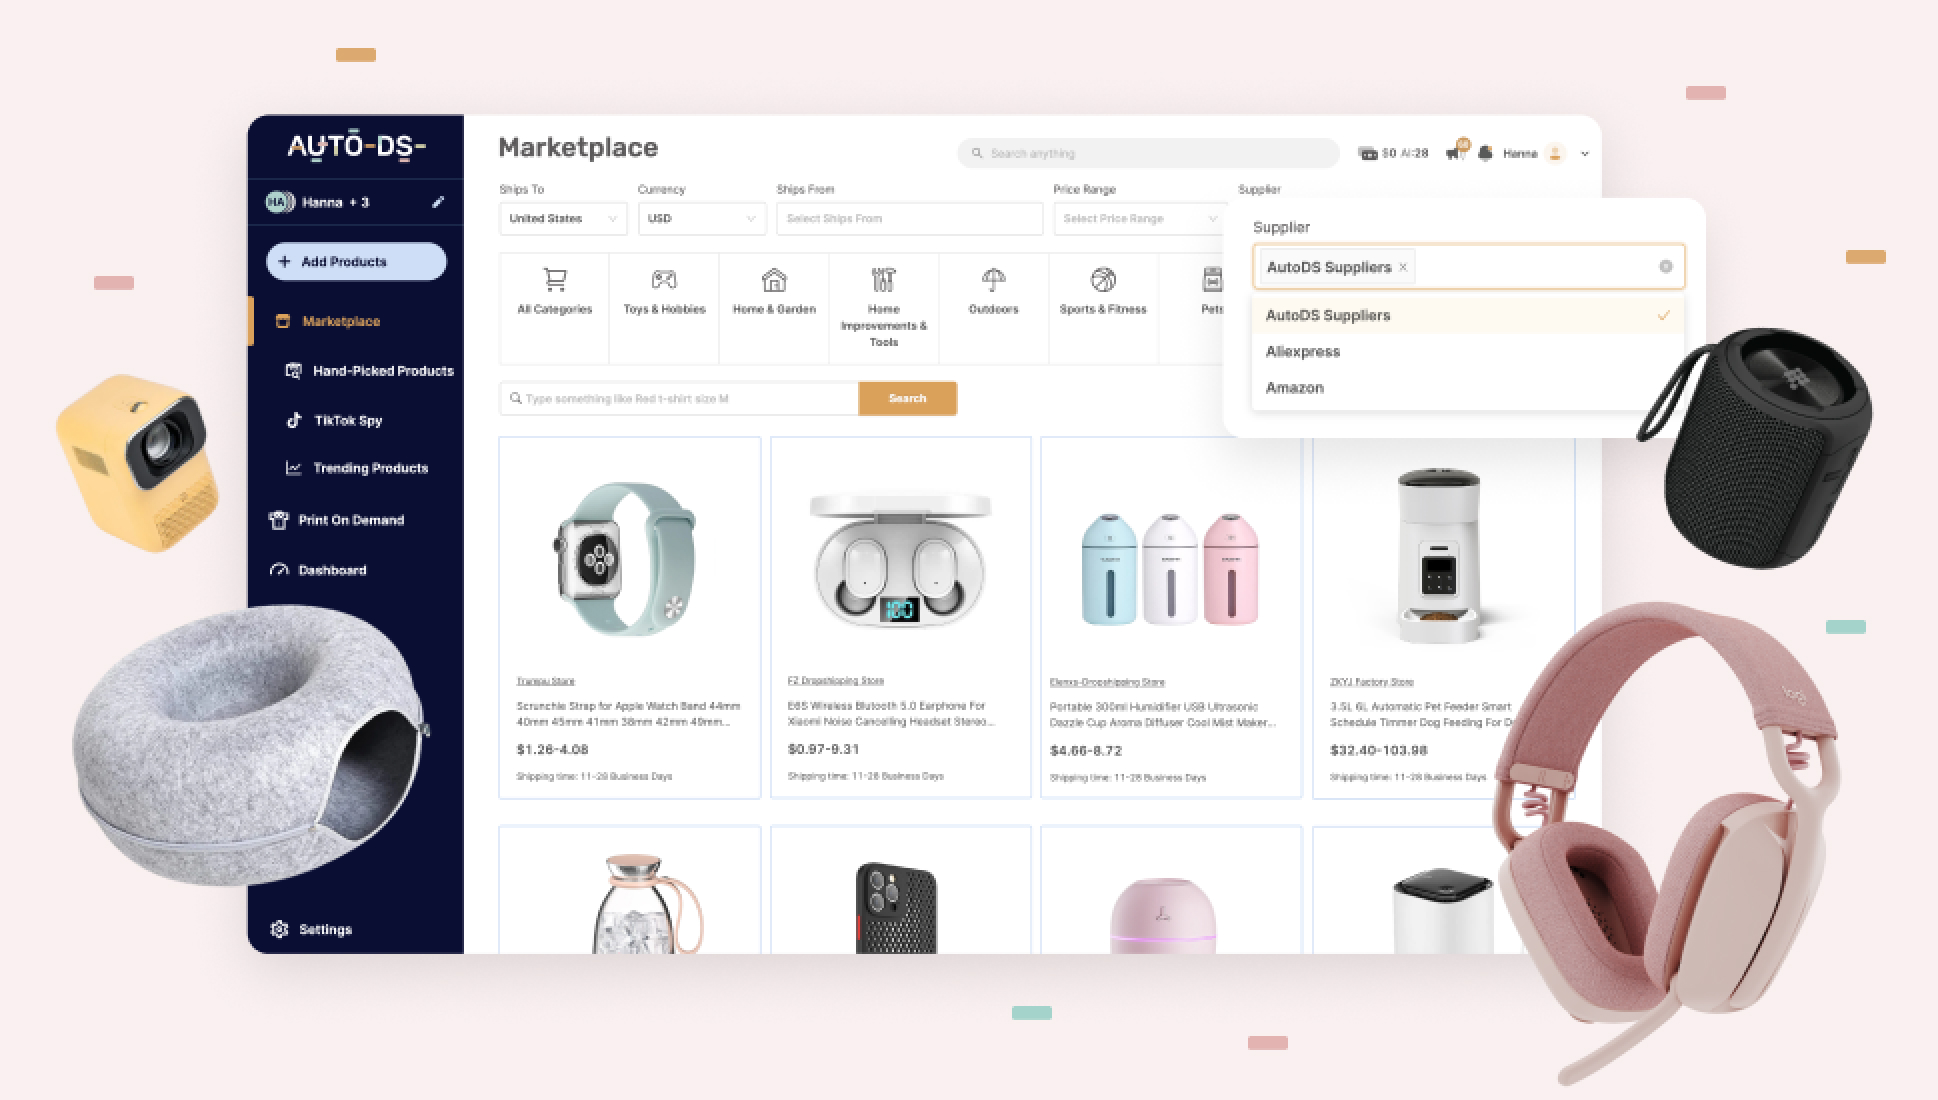 AUTO-DS-
HA
Hanna + 3
+ Add Products
Marketplace
Hand-Picked Products
TikTok Spy
Trending Products
Print On Demand
Dashboard
Settings
Marketplace
Search anything
$0 AI:28
Hanna
Ships To
Currency
Ships From
Price Range
Supplier
United States
USD
Select Ships From
Select Price Range
All Categories
Toys & Hobbies
Home & Garden
Home
Improvements &
Tools
Outdoors
Sports & Fitness
Pets
Type something like Red t-shirt size M
Search
Supplier
AutoDS Suppliers
AutoDS Suppliers
Aliexpress
Amazon
Store
Scrunchie Strap for Apple Watch Band 44mm
40mm 45mm 41mm 38mm 42mm 49mm...
$1.26-4.08
Shipping time: 11-28 Business Days
100
FZ Dropshipping Store
E6S Wireless Blutooth 5.0 Earphone For
Xiaomi Noise Cancelling Headset Stereo...
$0.97-9.31
Shipping time: 11-28 Business Days
Elenxs-Dropshipping Store
Portable 300ml Humidifier USB Ultrasonic
Dazzle Cup Aroma Diffuser Cool Mist Maker...
$4.66-8.72
Shipping time: 11-28 Business Days
ZKYJ Factory Store
3.5L 6L Automatic Pet Feeder Smart
Schedule Timmer Dog Feeding For
$32.40-103.98
Shipping time: 11-28 Business Days
logi